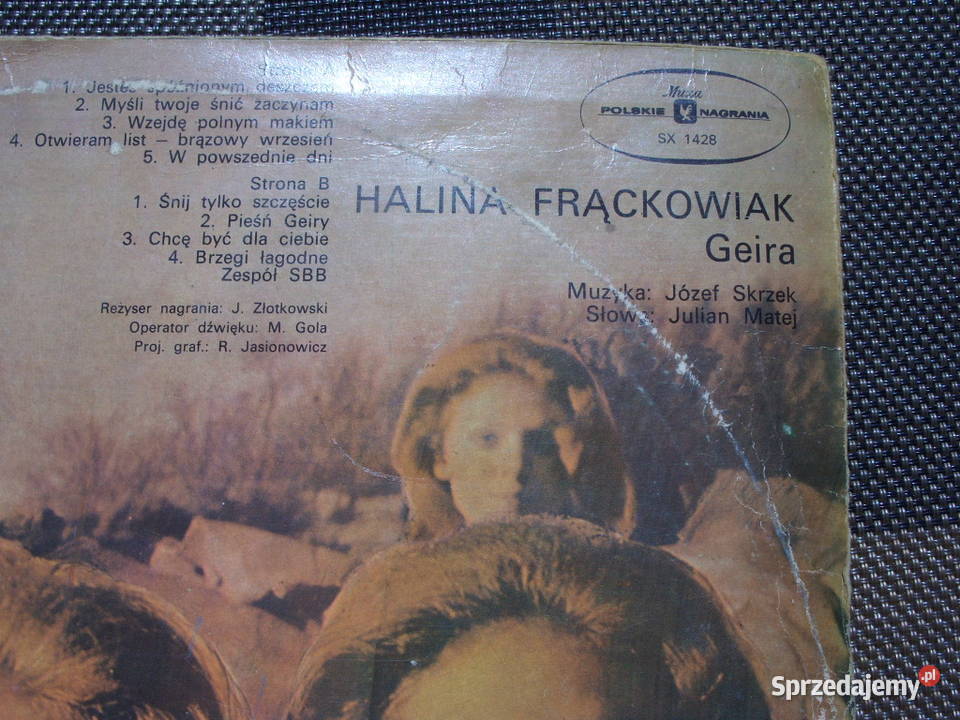 Strona A
1. Jesteś spóźnionym deszczem
2. Myśli twoje śnić zaczynam
3. Wzejdę polnym makiem
4. Otwieram list – brązowy wrzesień
5. W powszednie dni
Strona B
1. Śnij tylko szczęście
2. Pieśń Geiry
3. Chcę być dla ciebie
4. Brzegi łagodne
Zespół SBB
Reżyser nagrania: J. Złotkowski
Operator dźwięku: M. Gola
Proj. graf.: R. Jasionowicz
Muza
POLSKIE NAGRANIA
SX 1428
HALINA FRĄCKOWIAK
Geira
Muzyka: Józef Skrzek
Słowa: Julian Matej
Sprzedajemy.pl